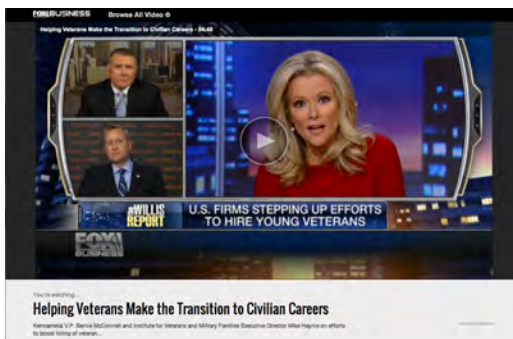 FOX BUSINESS Browse All Video
Helping Veterans Make the Transition to Civilian Careers - 04:43
WILLIS
REPORT
U.S. FIRMS STEPPING UP EFFORTS
TO HIRE YOUNG VETERANS
FOX
BUSINESS
You're watching...
Helping Veterans Make the Transition to Civilian Careers
Kennametal V.P. Bernie McConnell and Institute for Veterans and Military Families Executive Director Mike Haynie on efforts
to boost hiring of veteran...